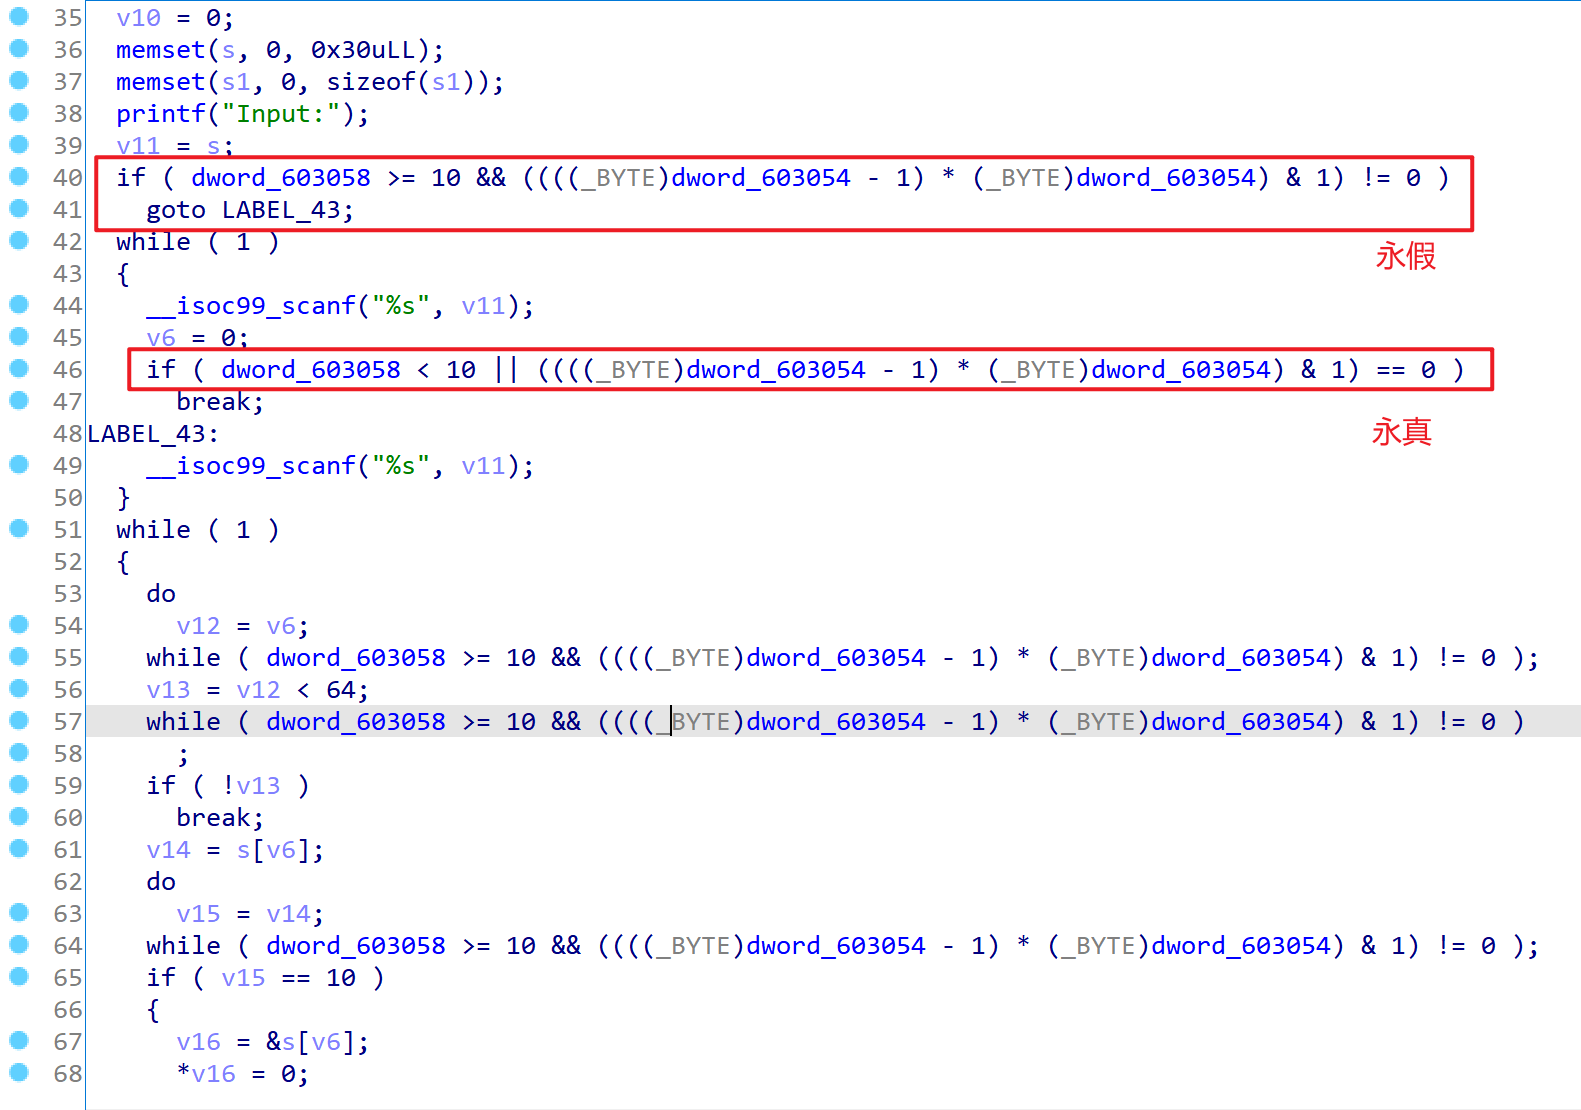 35 v10 = 0;
36 memset(s, 0, 0x30uLL);
37 memset(s1, 0, sizeof(s1));
38 printf("Input:");
39 v11 = s;
40 if ( dword_603058 >= 10 && ((((_BYTE)dword_603054 - 1) * (_BYTE)dword_603054) & 1) != 0 )
41 goto LABEL_43;
42 while ( 1 )
永假
43 {
44 __isoc99_scanf("%s", v11);
45 v6 = 0;
46 if ( dword_603058 < 10 || ((((_BYTE)dword_603054 - 1) * (_BYTE)dword_603054) & 1) == 0 )
47 break;
永真
48 LABEL_43:
49 __isoc99_scanf("%s", v11);
50 }
51 while ( 1 )
52 {
53 do
54 v12 = v6;
55 while ( dword_603058 >= 10 && ((((_BYTE)dword_603054 - 1) * (_BYTE)dword_603054) & 1) != 0 );
56 v13 = v12 < 64;
57 while ( dword_603058 >= 10 && ((((_BYTE)dword_603054 - 1) * (_BYTE)dword_603054) & 1) != 0 )
58 ;
59 if ( !v13 )
60 break;
61 v14 = s[v6];
62 do
63 v15 = v14;
64 while ( dword_603058 >= 10 && ((((_BYTE)dword_603054 - 1) * (_BYTE)dword_603054) & 1) != 0 );
65 if ( v15 == 10 )
66 {
67 v16 = &s[v6];
68 *v16 = 0;